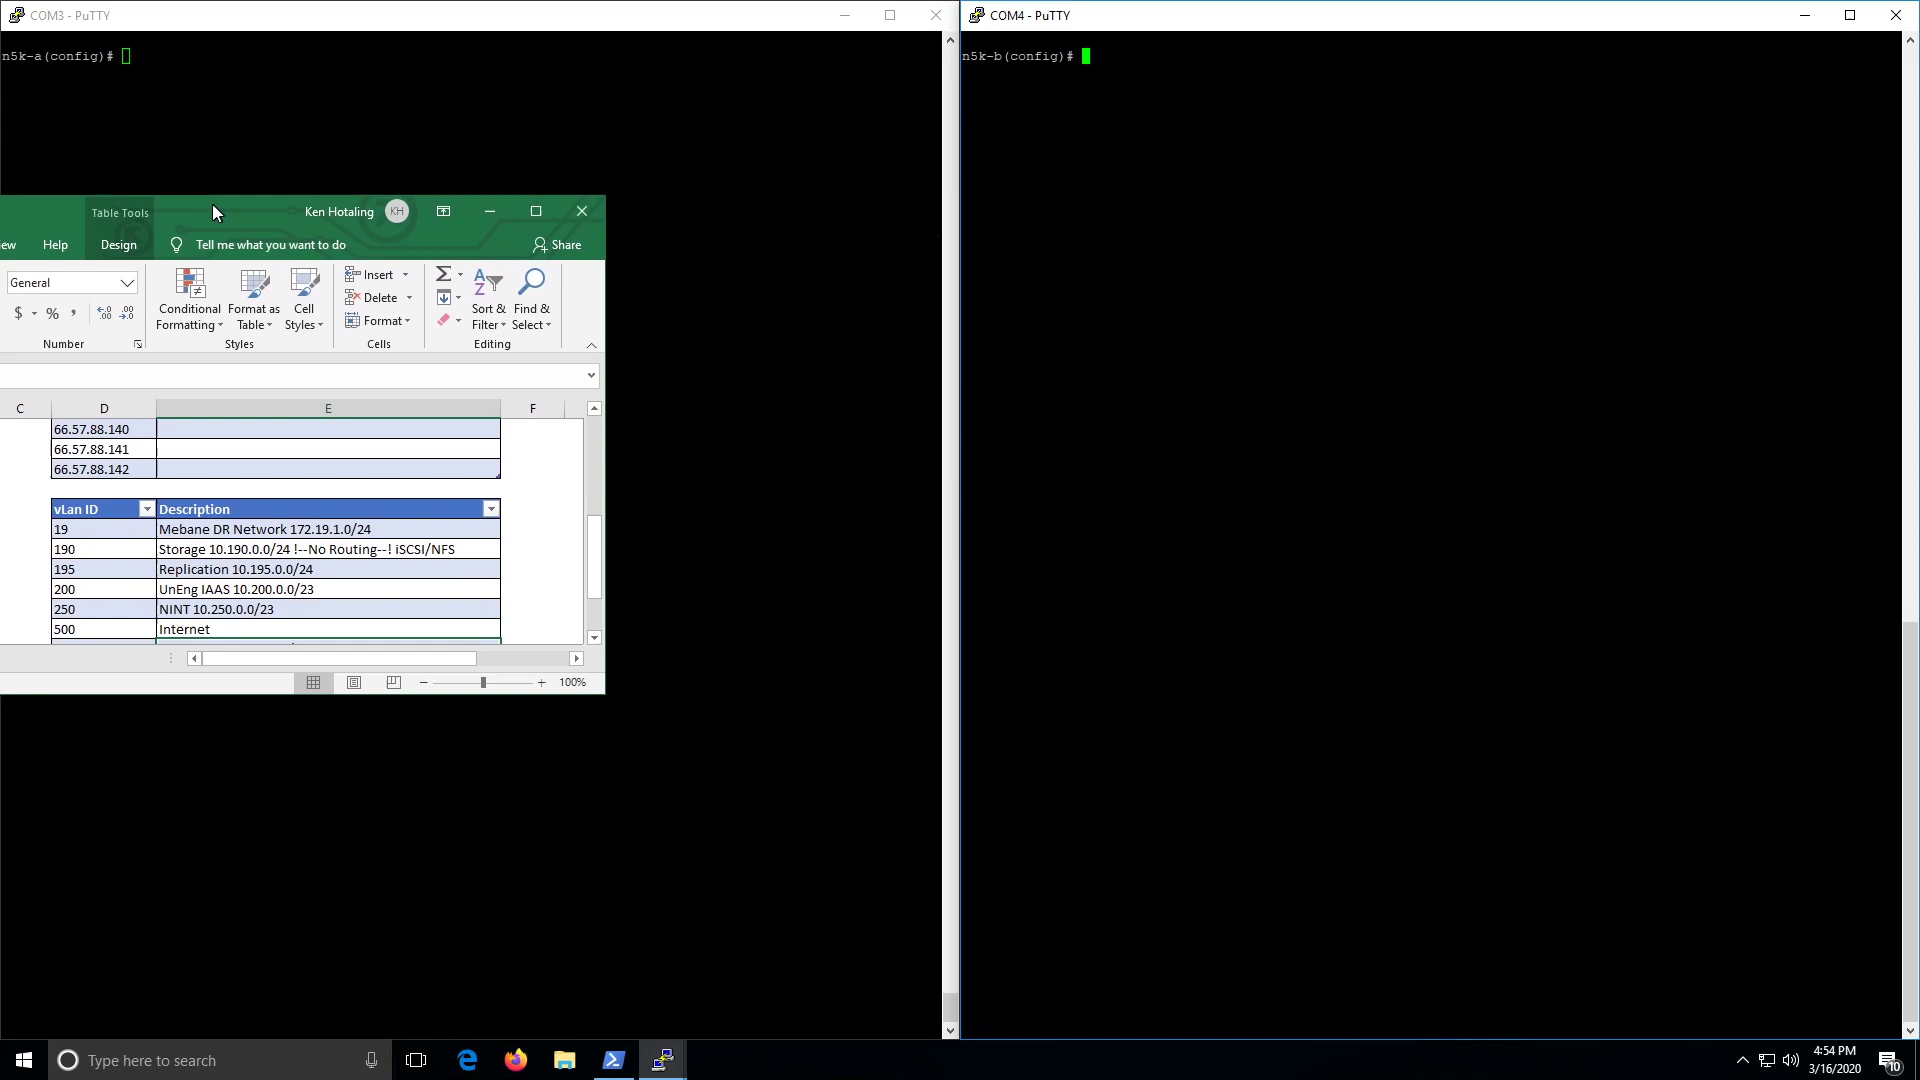 COM3 - PuTTY
COM4 - PuTTY
n5k-a(config)#
n5k-b(config)#
Table Tools
Ken Hotaling
KH
ew
Help
Design
Tell me what you want to do
Share
General
$ % ,
Conditional Formatting
Format as Table
Cell Styles
Insert
Delete
Format
Sort & Filter
Find & Select
Number
Styles
Cells
Editing
C D E F
66.57.88.140
66.57.88.141
66.57.88.142
vLan ID Description
19 Mebane DR Network 172.19.1.0/24
190 Storage 10.190.0.0/24 !--No Routing--! iSCSI/NFS
195 Replication 10.195.0.0/24
200 UnEng IAAS 10.200.0.0/23
250 NINT 10.250.0.0/23
500 Internet
100%
Type here to search
4:54 PM
3/16/2020
10